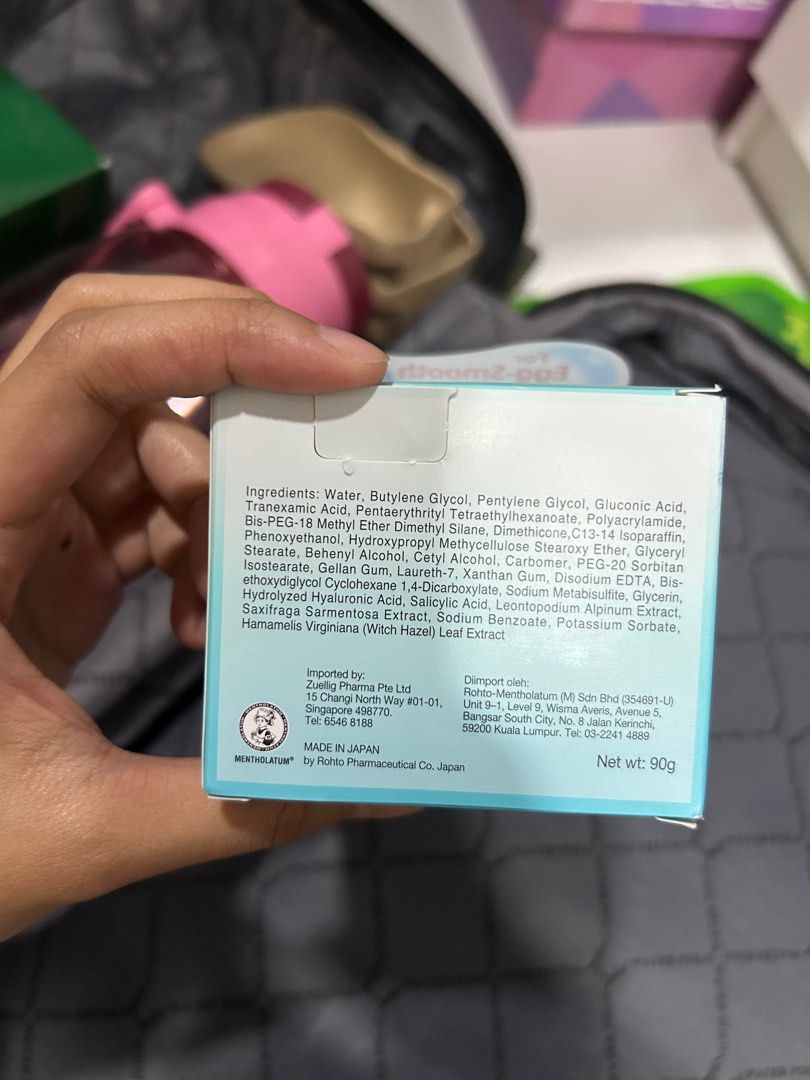 For
Egg-Smooth
Ingredients: Water, Butylene Glycol, Pentylene Glycol, Gluconic Acid,
Tranexamic Acid, Pentaerythrityl Tetraethylhexanoate, Polyacrylamide,
Bis-PEG-18 Methyl Ether Dimethyl Silane, Dimethicone,C13-14 Isoparaffin,
Phenoxyethanol, Hydroxypropyl Methycellulose Stearoxy Ether, Glyceryl
Stearate, Behenyl Alcohol, Cetyl Alcohol, Carbomer, PEG-20 Sorbitan
Isostearate, Gellan Gum, Laureth-7, Xanthan Gum, Disodium EDTA, Bis-
ethoxydiglycol Cyclohexane 1,4-Dicarboxylate, Sodium Metabisulfite, Glycerin,
Hydrolyzed Hyaluronic Acid, Salicylic Acid, Leontopodium Alpinum Extract,
Saxifraga Sarmentosa Extract, Sodium Benzoate, Potassium Sorbate,
Hamamelis Virginiana (Witch Hazel) Leaf Extract
Imported by:
Zuellig Pharma Pte Ltd
15 Changi North Way #01-01,
Singapore 498770.
Tel: 6546 8188
Diimport oleh:
Rohto-Mentholatum (M) Sdn Bhd (354691-U)
Unit 9–1, Level 9, Wisma Averis, Avenue 5,
Bangsar South City, No. 8 Jalan Kerinchi,
59200 Kuala Lumpur. Tel: 03-2241 4889
MENTHOLATUM®
MADE IN JAPAN
by Rohto Pharmaceutical Co. Japan
Net wt: 90g